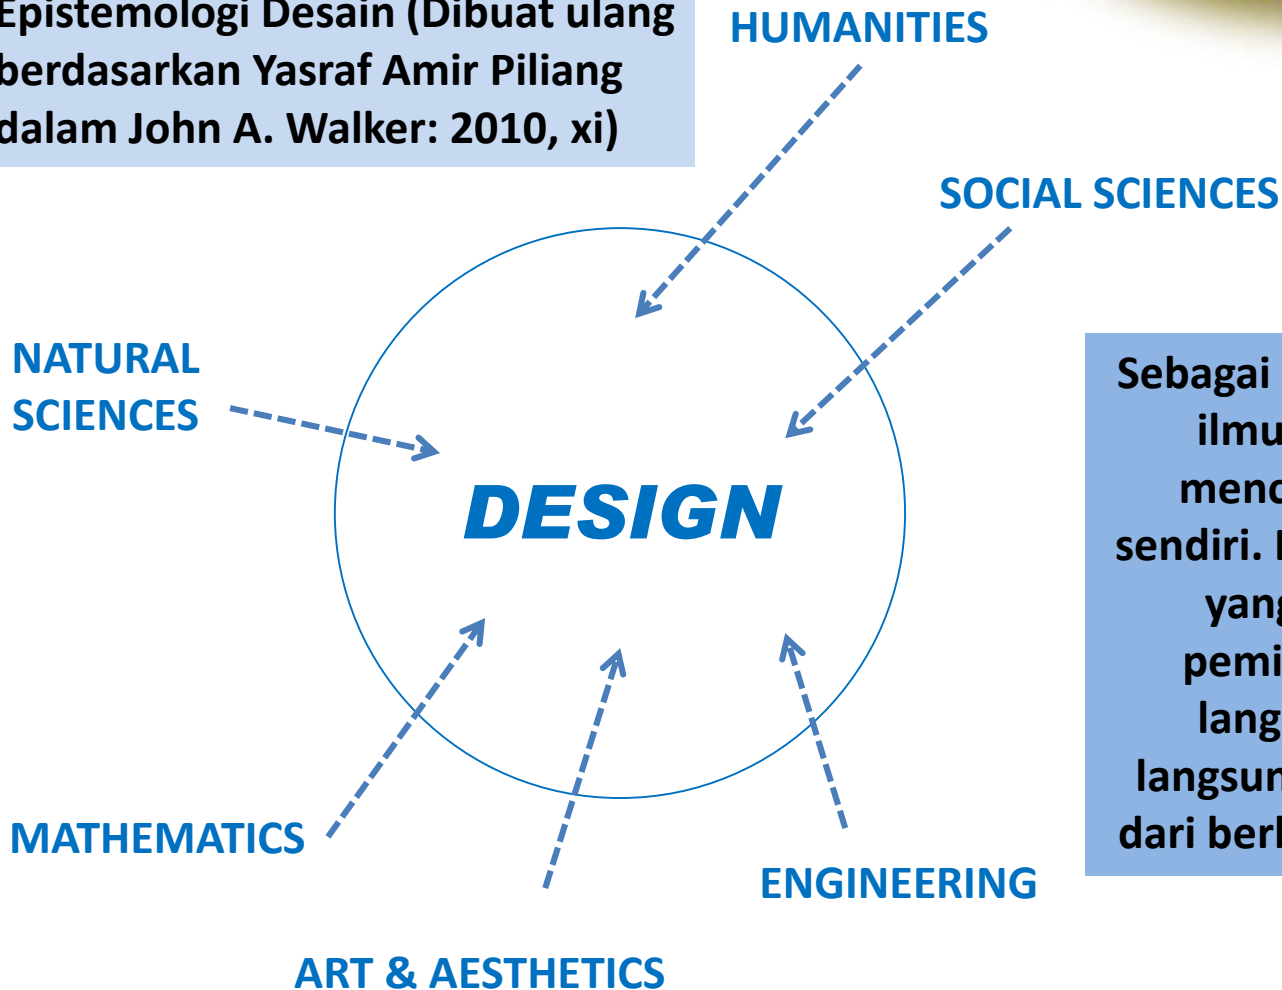 Epistemologi Desain (Dibuat ulang
berdasarkan Yasraf Amir Piliang
dalam John A. Walker: 2010, xi)
HUMANITIES
SOCIAL SCIENCES
NATURAL
SCIENCES
DESIGN
MATHEMATICS
ENGINEERING
ART & AESTHETICS
Sebagai
ilmu
sendiri.
yang
langsun
dari